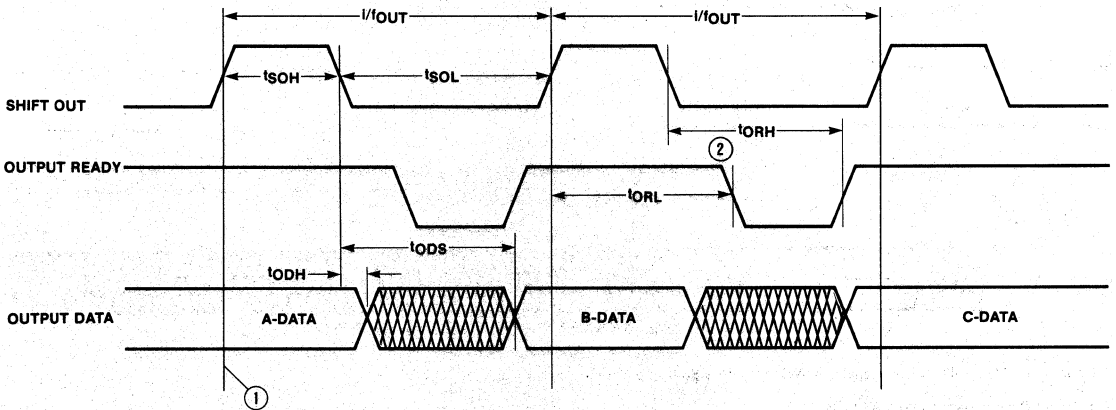 i/fOUT i/fOUT
tSOH tSOL
SHIFT OUT
tORH
2
OUTPUT READY
tORL
tODS
tODH
OUTPUT DATA A-DATA B-DATA C-DATA
1